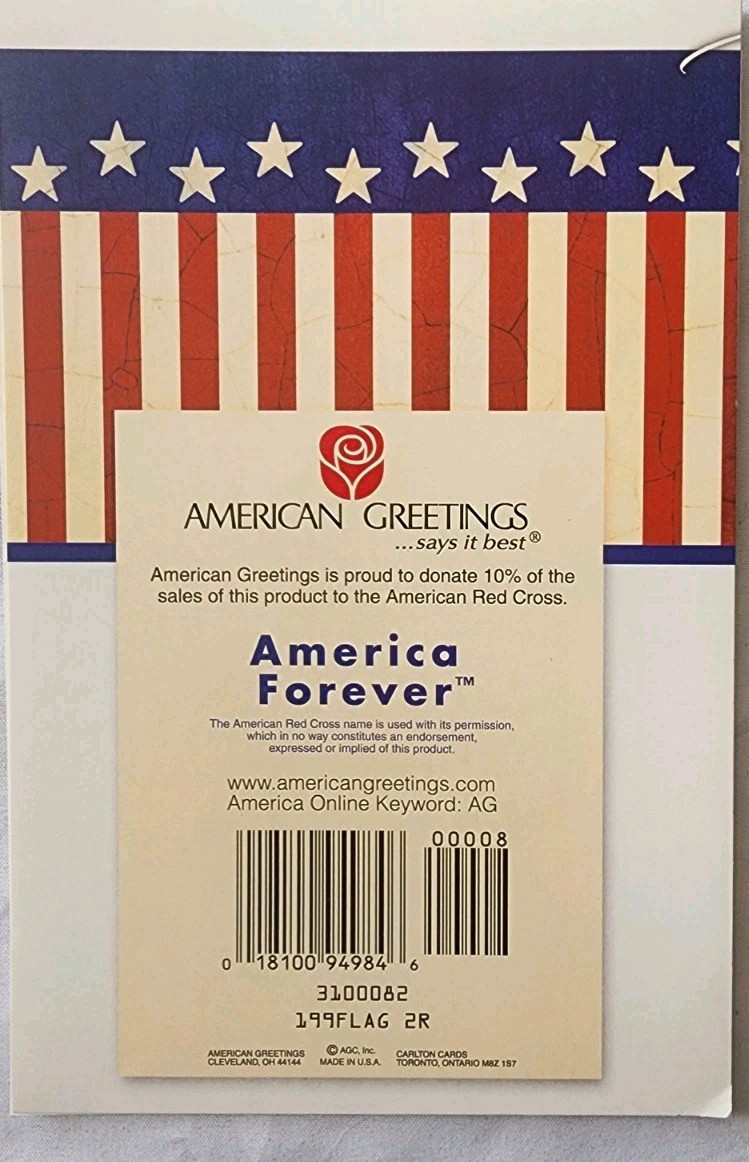 AMERICAN GREETINGS
...says it best®
American Greetings is proud to donate 10% of the
sales of this product to the American Red Cross.
America
Forever™
The American Red Cross name is used with its permission,
which in no way constitutes an endorsement,
expressed or implied of this product.
www.americangreetings.com
America Online Keyword: AG
00008
0 18100 94984 6
3100082
199FLAG 2R
AMERICAN GREETINGS
CLEVELAND, OH 44144
© AGC, Inc.
MADE IN U.S.A.
CARLTON CARDS
TORONTO, ONTARIO M8Z 1S7